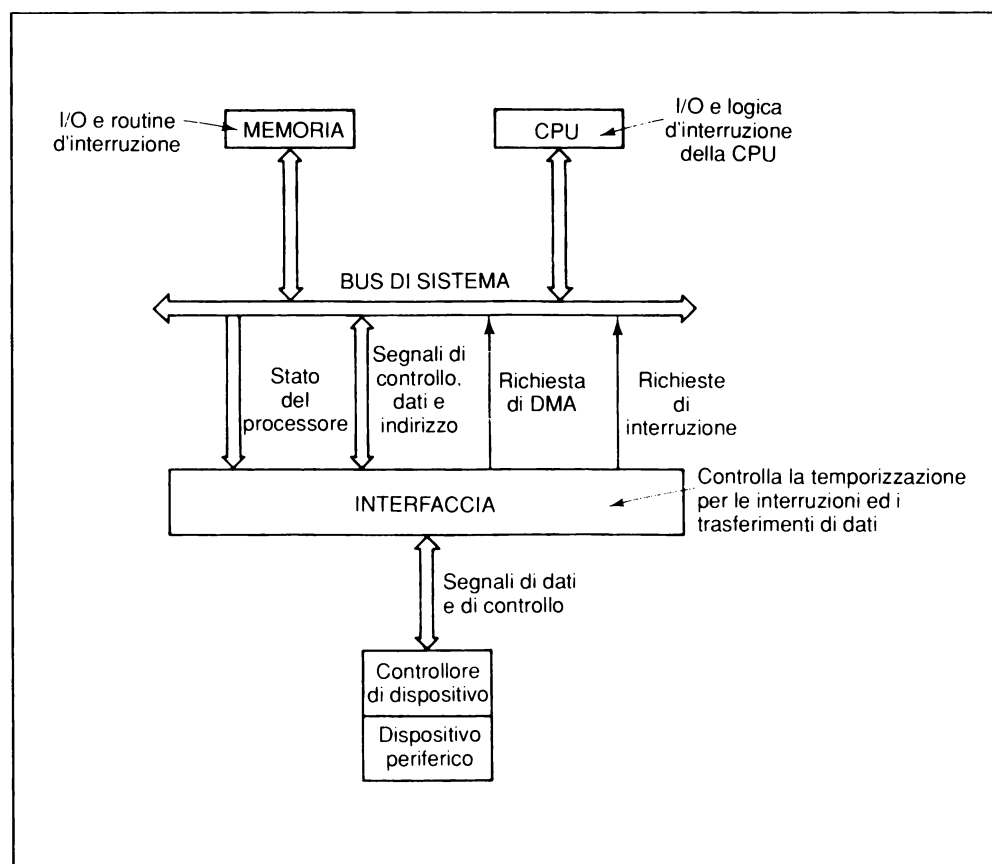 I/O e routine
d'interruzione
MEMORIA
CPU
I/O e logica
d'interruzione
della CPU
BUS DI SISTEMA
Stato
del
processore
Segnali di
controllo,
dati e
indirizzo
Richiesta
di DMA
Richieste
di
interruzione
INTERFACCIA
Controlla la temporizzazione
per le interruzioni ed i
trasferimenti di dati
Segnali di dati
e di controllo
Controllore
di dispositivo
Dispositivo
periferico